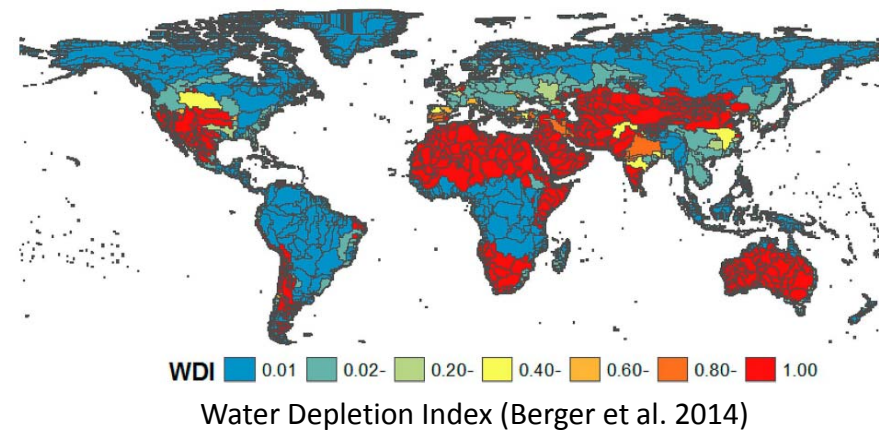 WDI 0.01 0.02- 0.20- 0.40- 0.60- 0.80- 1.00
Water Depletion Index (Berger et al. 2014)